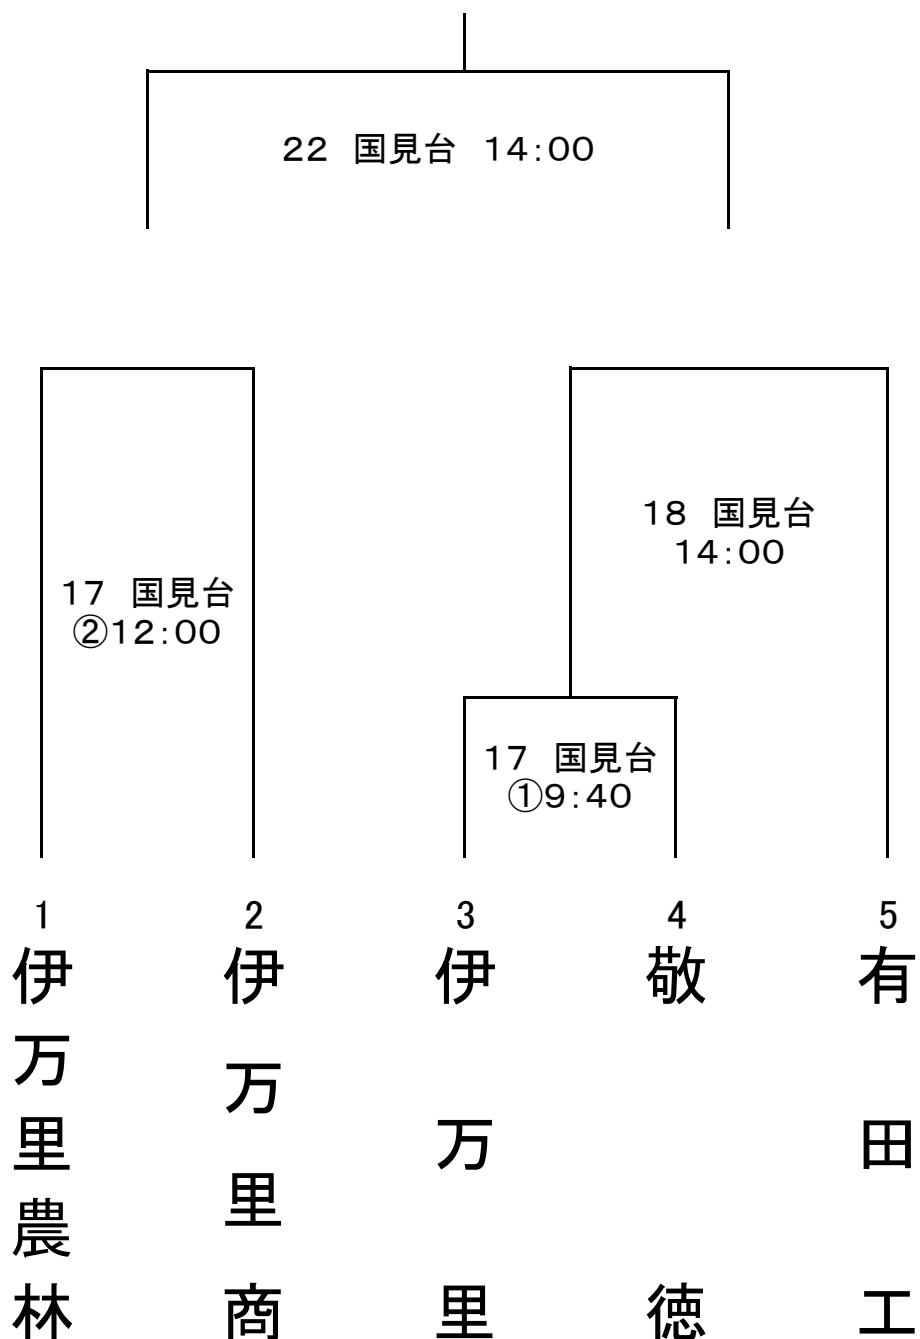 22 国見台 14:00
18 国見台
14:00
17 国見台
②12:00
17 国見台
①9:40
1
伊万里農林
2
伊万里商
3
伊万里
4
敬徳
5
有田工